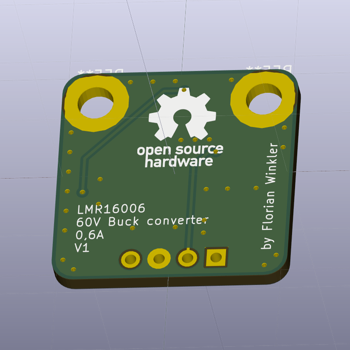 open source
hardware
LMR16006
60V Buck converter
0,6A
V1
by Florian Winkler